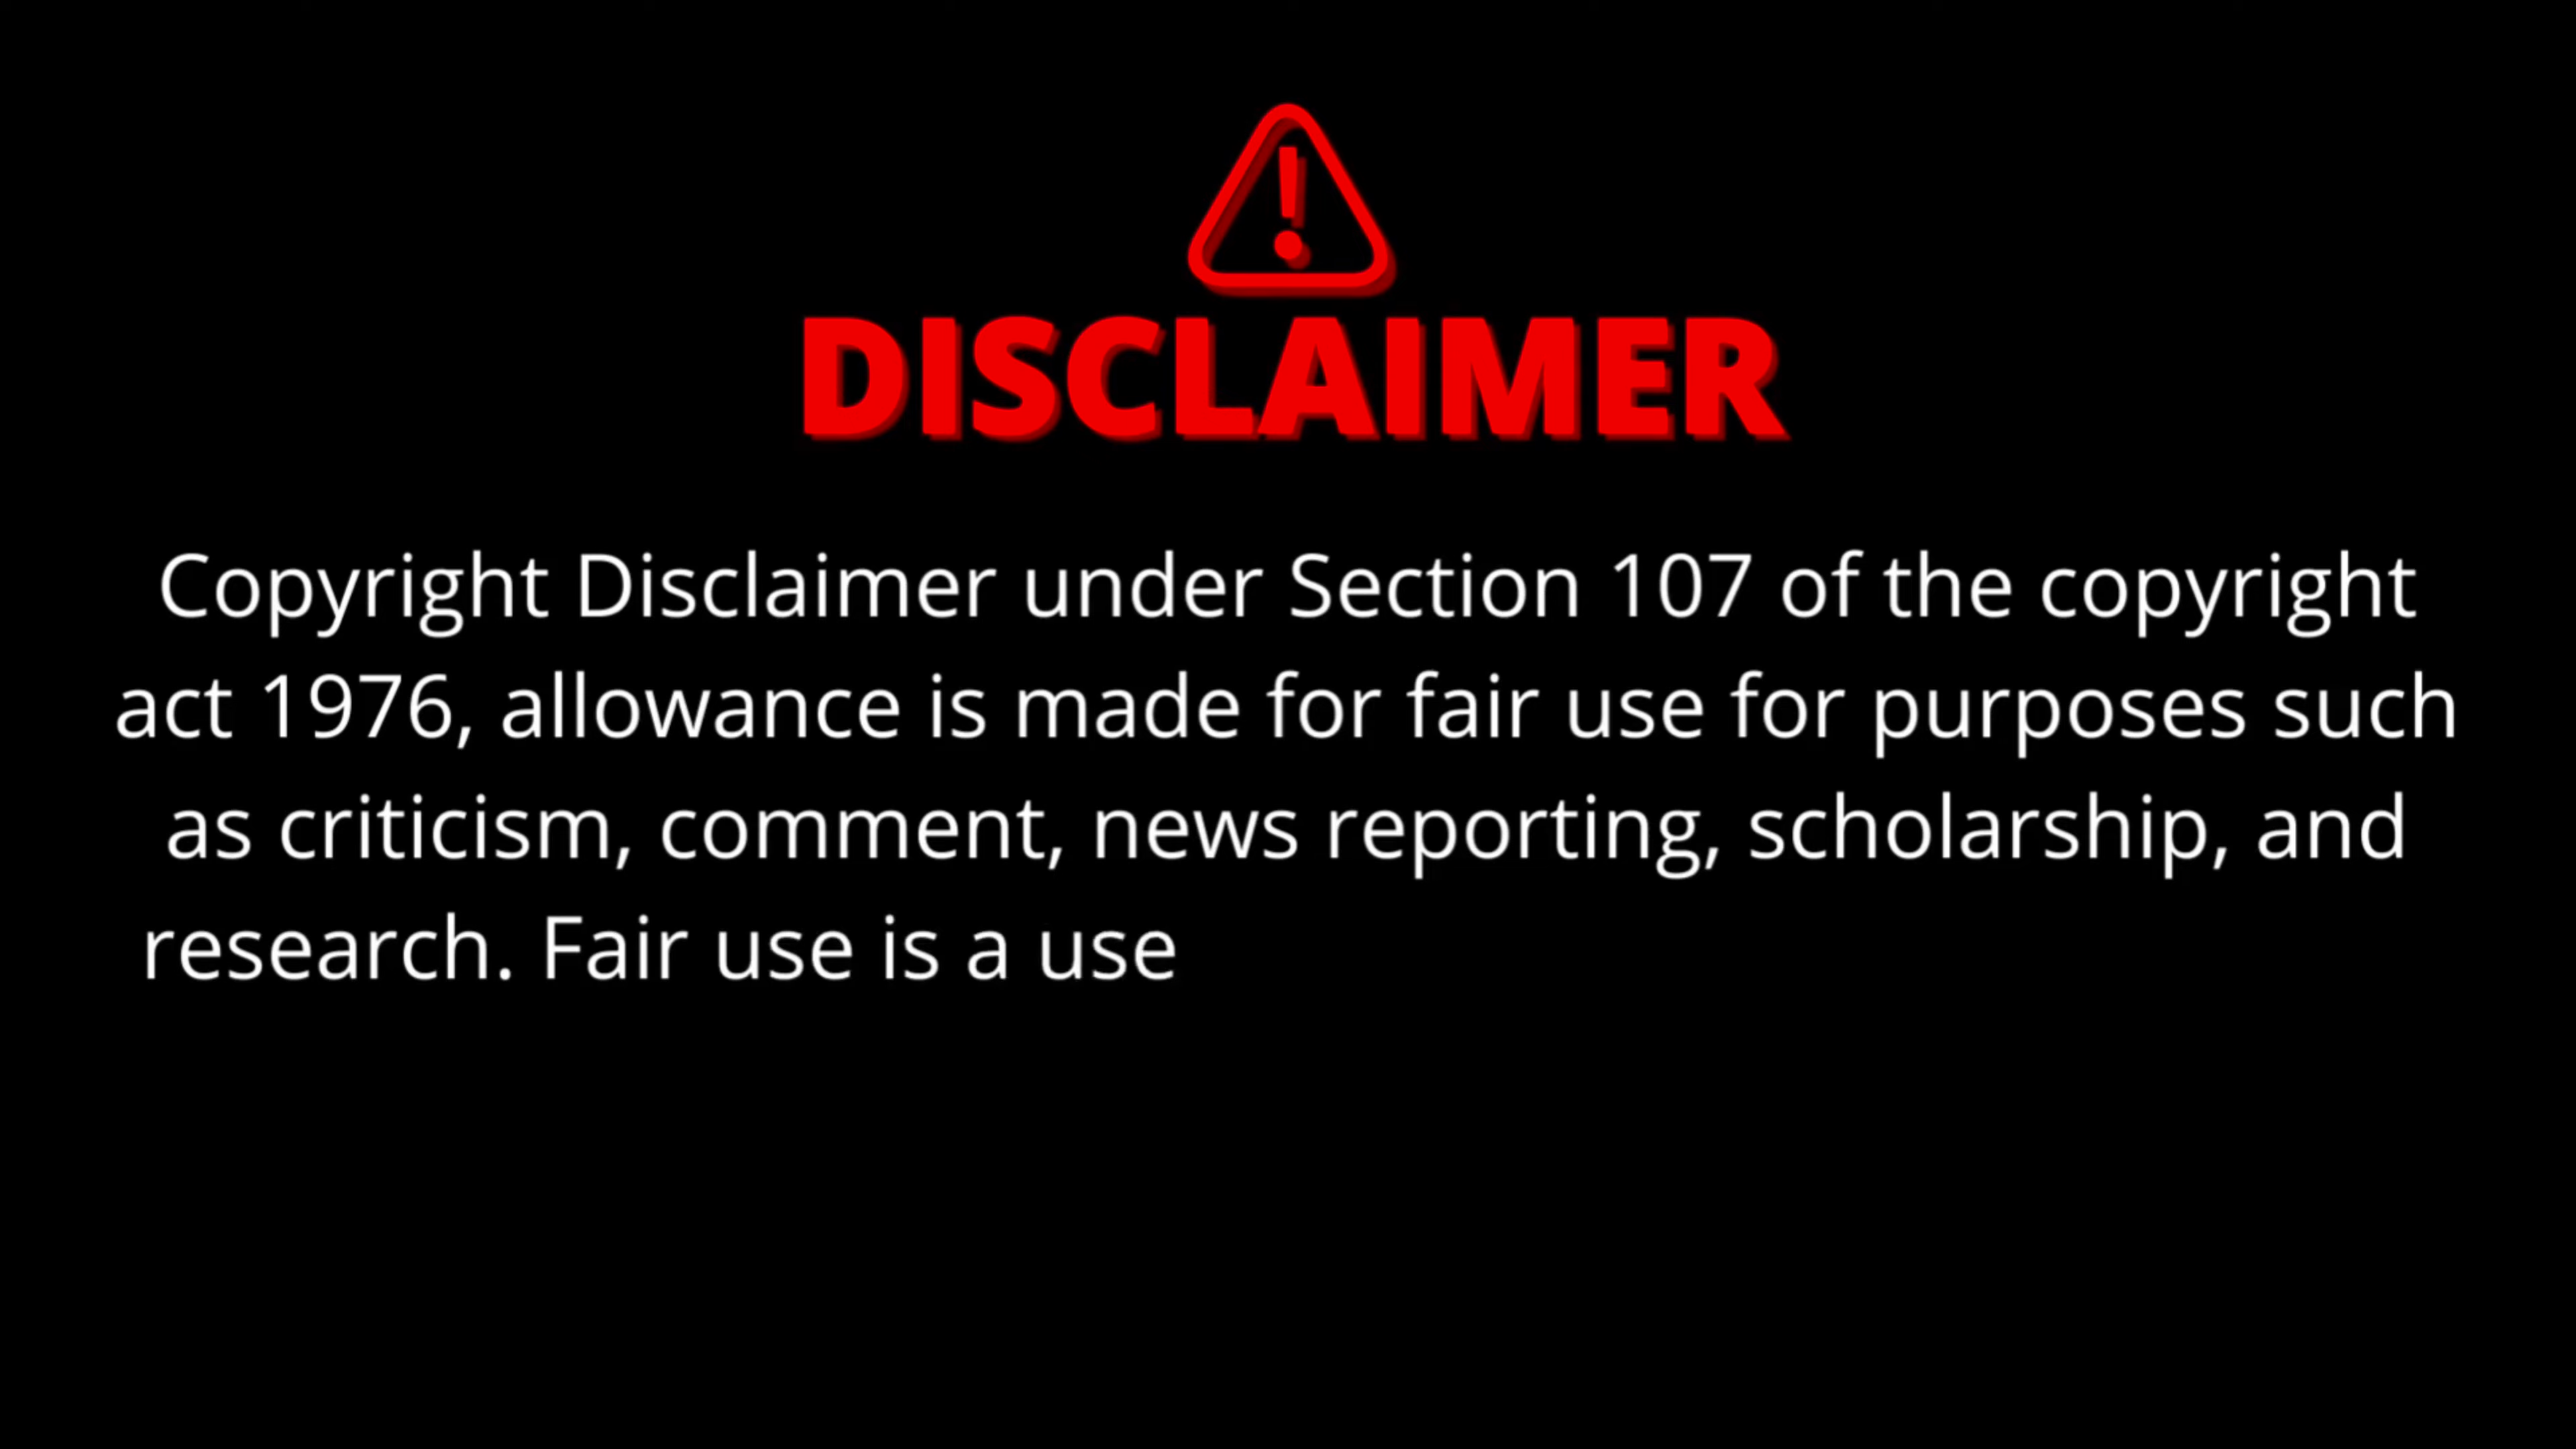 DISCLAIMER
Copyright Disclaimer under Section 107 of the copyright
act 1976, allowance is made for fair use for purposes such
as criticism, comment, news reporting, scholarship, and
research. Fair use is a use